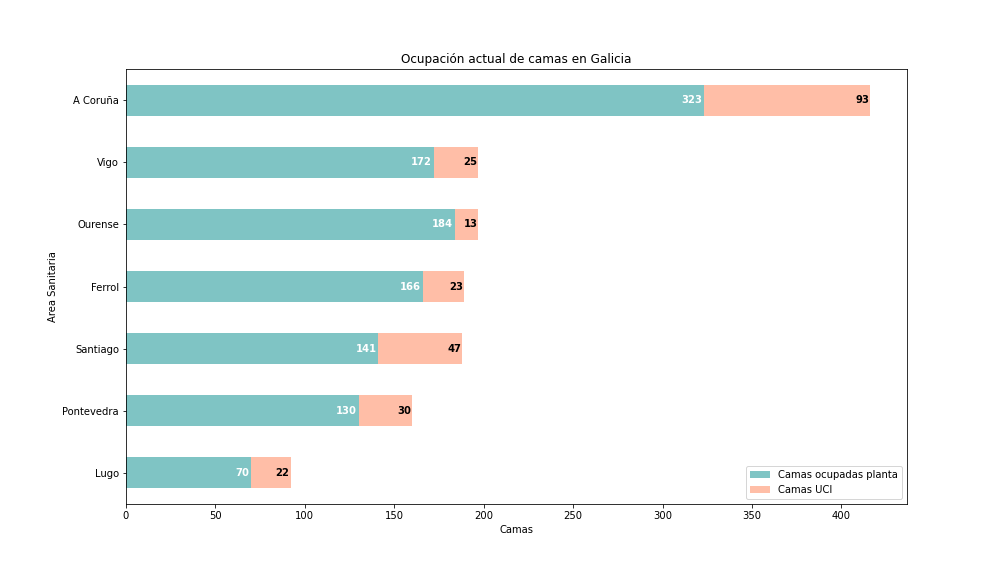 Ocupación actual de camas en Galicia
Area Sanitaria
A Coruña 323 93
Vigo 172 25
Ourense 184 13
Ferrol 166 23
Santiago 141 47
Pontevedra 130 30
Lugo 70 22
Camas ocupadas planta
Camas UCI
0 50 100 150 200 250 300 350 400
Camas